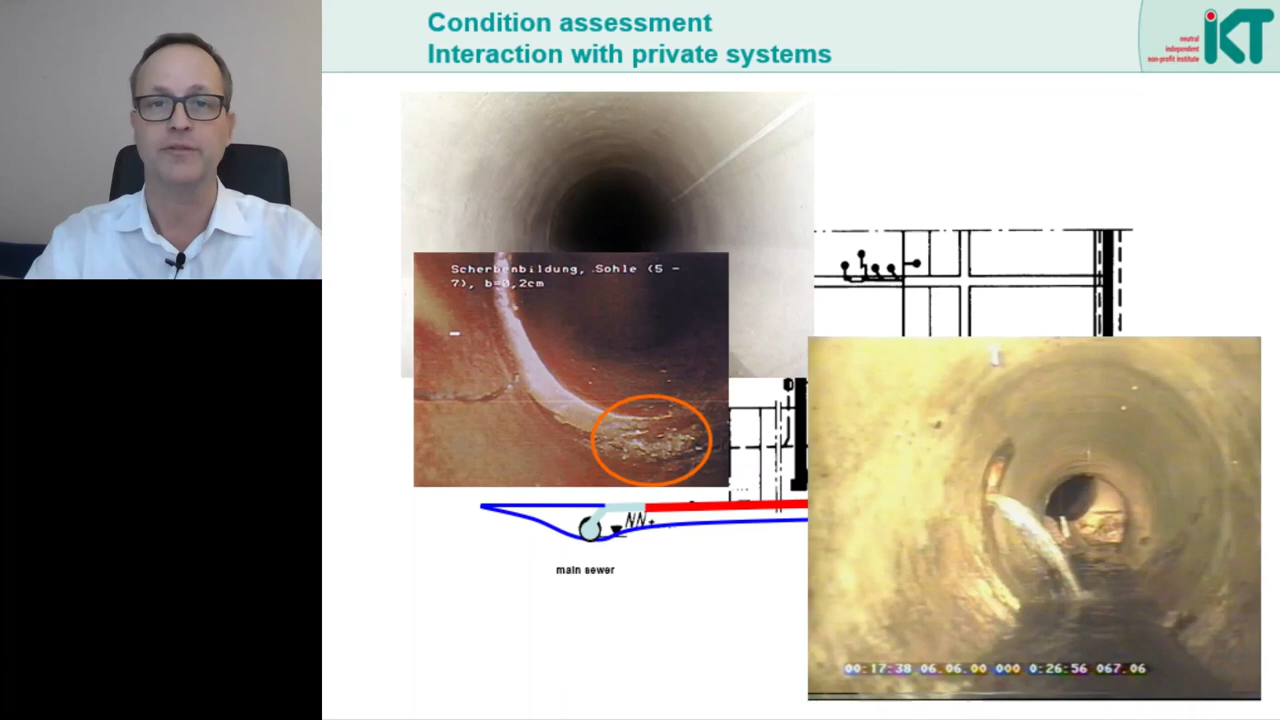 Condition assessment
Interaction with private systems
neutral
independent
non-profit institute
iKT
Scherbenbildung, Sohle (5 -
7), b=0,2cm
NN+
main sewer
00:17:38 06.06.00 000 0:26:56 067.06